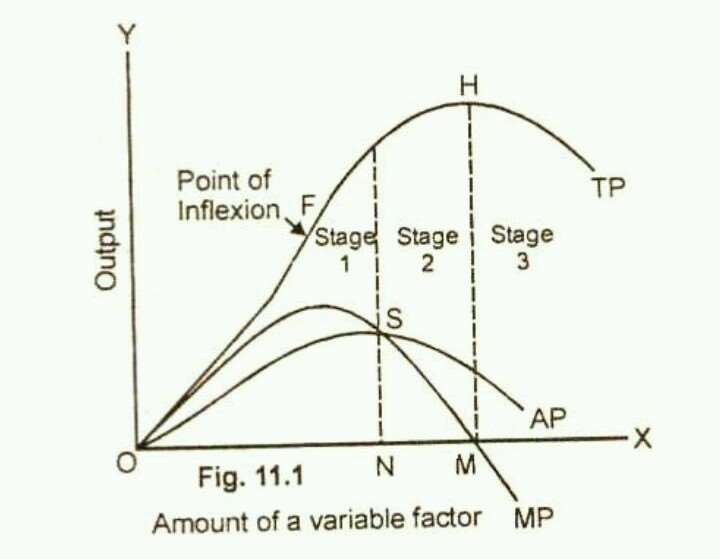 Y
H
Point of
Inflexion
F
TP
Output
Stage
1
Stage
2
Stage
3
S
AP
X
O
Fig. 11.1
N
M
Amount of a variable factor
MP